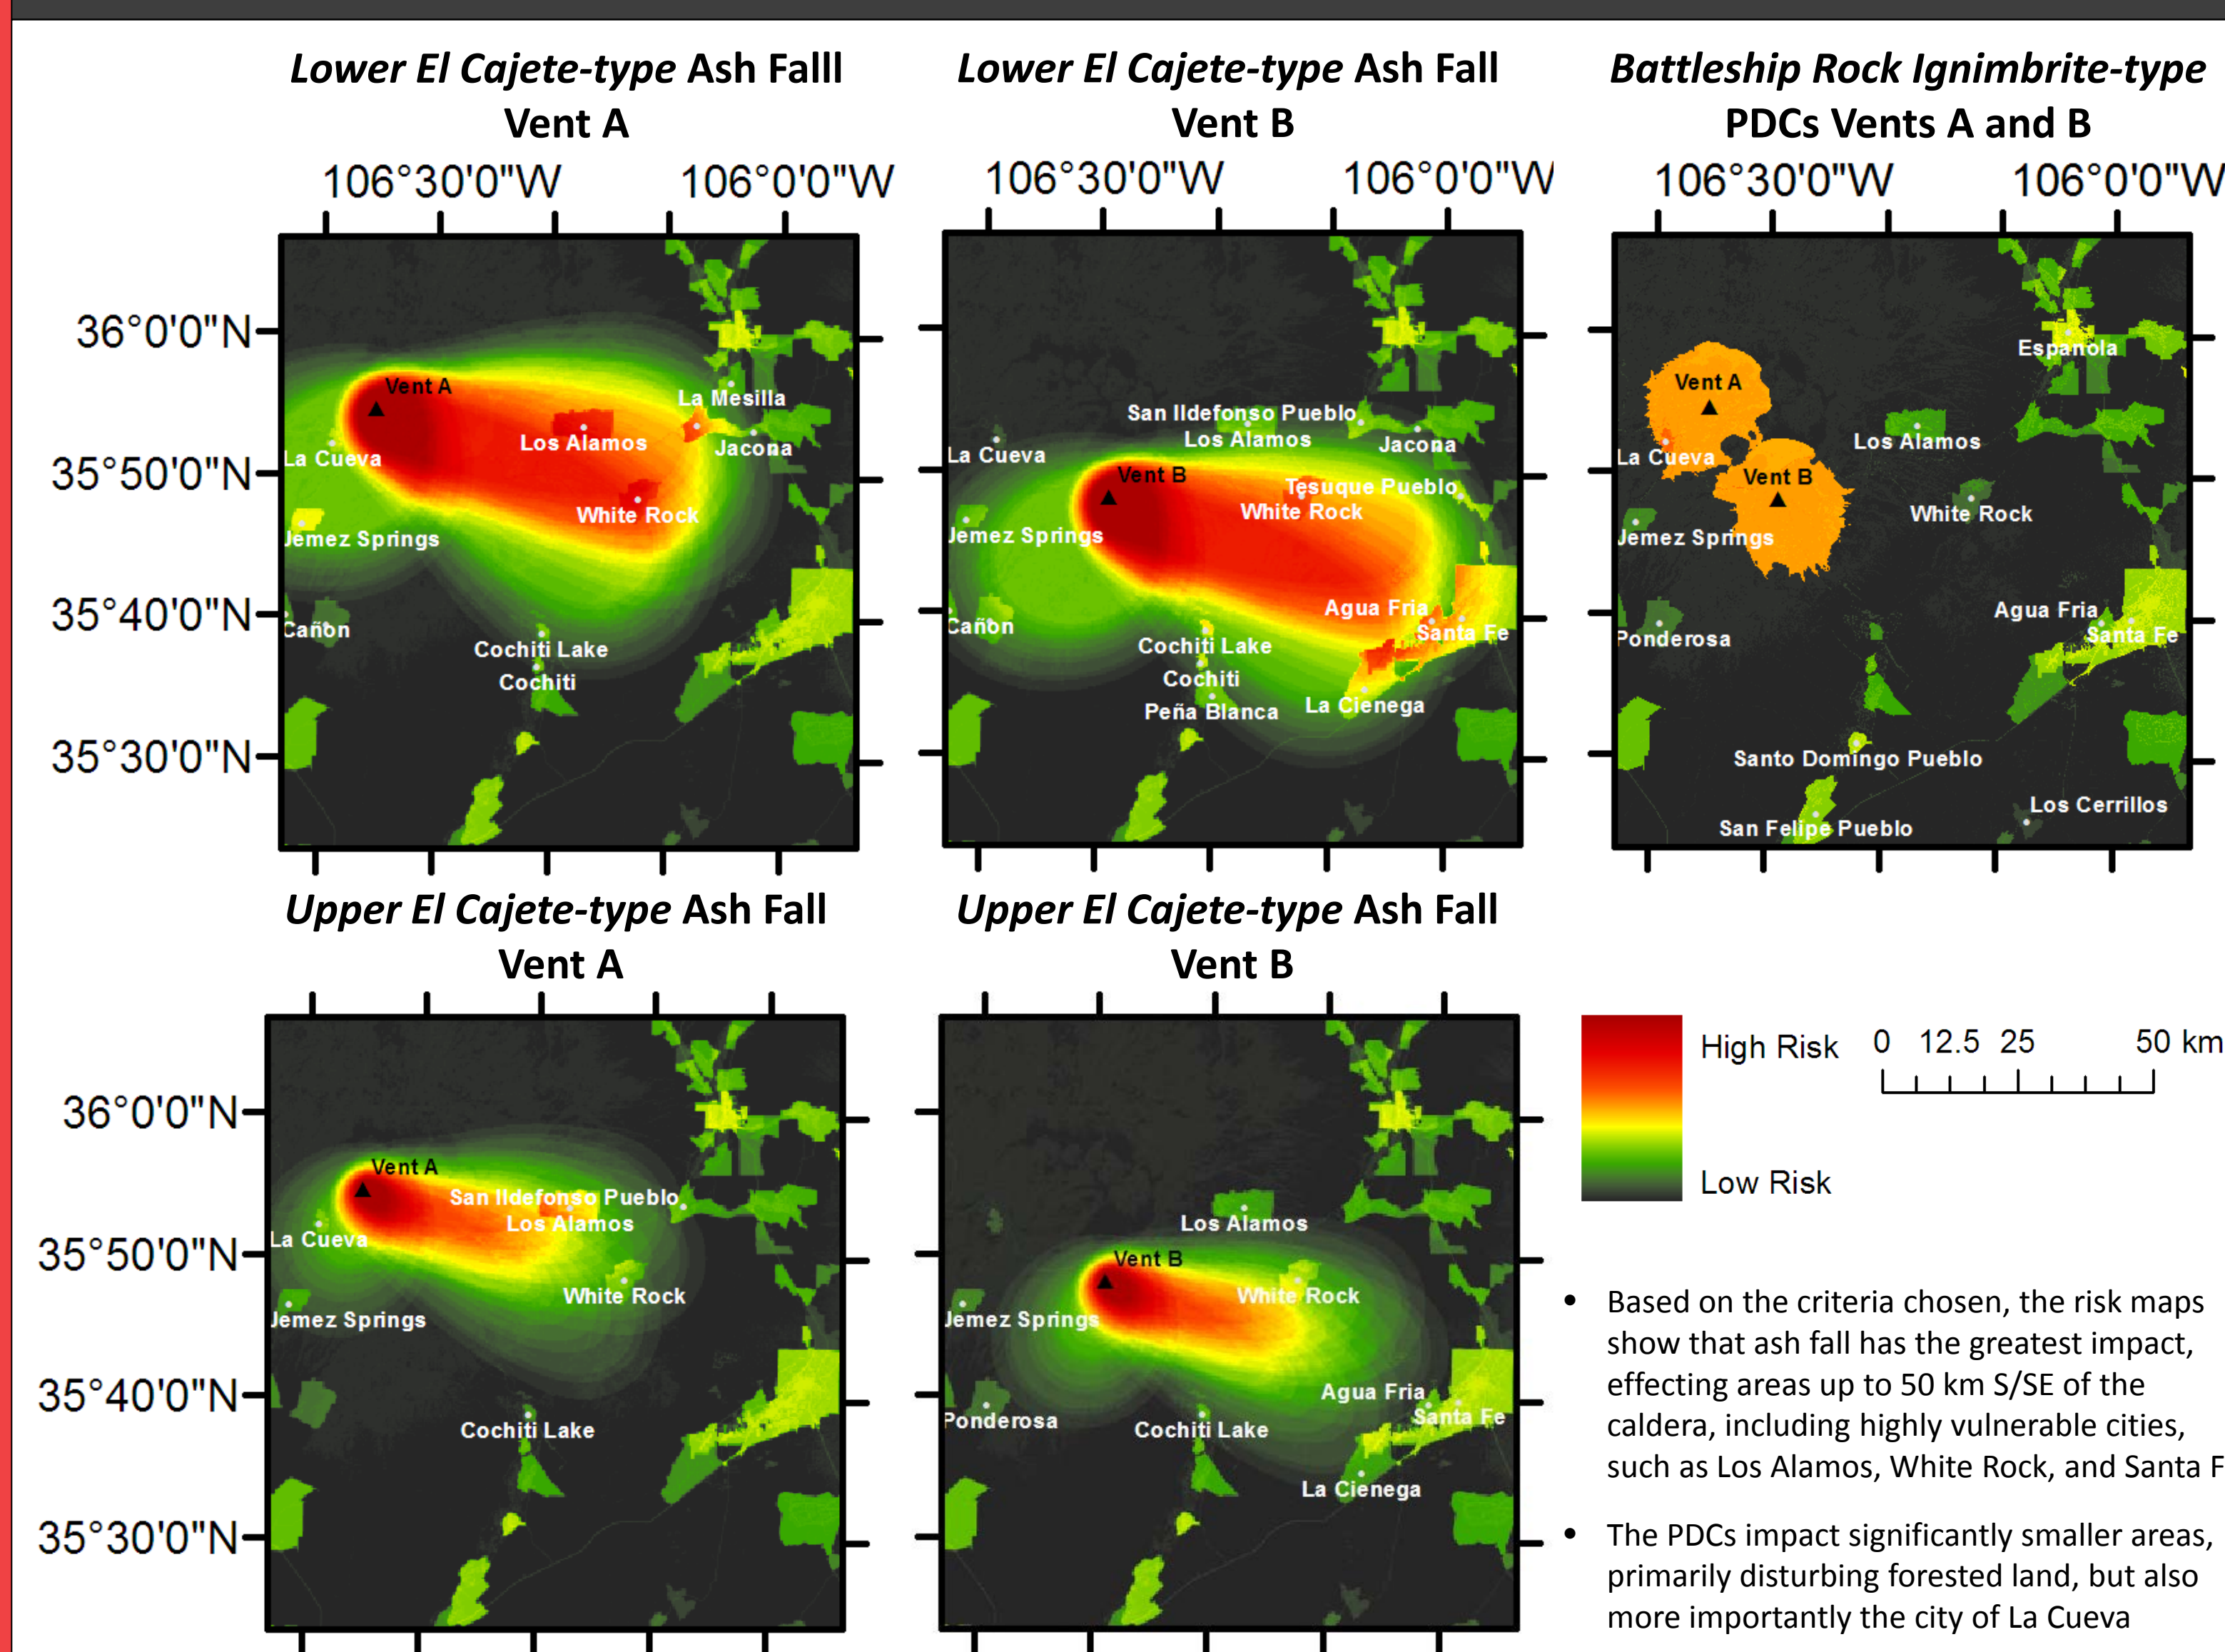 Lower El Cajete-type Ash Falll
Vent A
106°30'0"W 106°0'0"W
36°0'0"N
35°50'0"N
35°40'0"N
35°30'0"N
Vent A
La Mesilla
Los Alamos
Jacona
La Cueva
White Rock
Jemez Springs
Cañon
Cochiti Lake
Cochiti
Lower El Cajete-type Ash Fall
Vent B
106°30'0"W 106°0'0"W
San Ildefonso Pueblo
Los Alamos
Jacona
La Cueva
Vent B
Tesuque Pueblo
White Rock
Jemez Springs
Agua Fria
Cañon
Santa Fe
Cochiti Lake
Cochiti
La Cienega
Peña Blanca
Battleship Rock Ignimbrite-type
PDCs Vents A and B
106°30'0"W 106°0'0"W
Espanola
Vent A
Los Alamos
La Cueva
Vent B
White Rock
Jemez Springs
Agua Fria
Santa Fe
Ponderosa
Santo Domingo Pueblo
Los Cerrillos
San Felipe Pueblo
Upper El Cajete-type Ash Fall
Vent A
36°0'0"N
35°50'0"N
35°40'0"N
35°30'0"N
Vent A
San Ildefonso Pueblo
Los Alamos
La Cueva
White Rock
Jemez Springs
Cochiti Lake
Upper El Cajete-type Ash Fall
Vent B
Los Alamos
Vent B
White Rock
Jemez Springs
Agua Fria
Santa Fe
Ponderosa
Cochiti Lake
La Cienega
High Risk
Low Risk
0 12.5 25 50 km
• Based on the criteria chosen, the risk maps
show that ash fall has the greatest impact,
effecting areas up to 50 km S/SE of the
caldera, including highly vulnerable cities,
such as Los Alamos, White Rock, and Santa F
• The PDCs impact significantly smaller areas,
primarily disturbing forested land, but also
more importantly the city of La Cueva